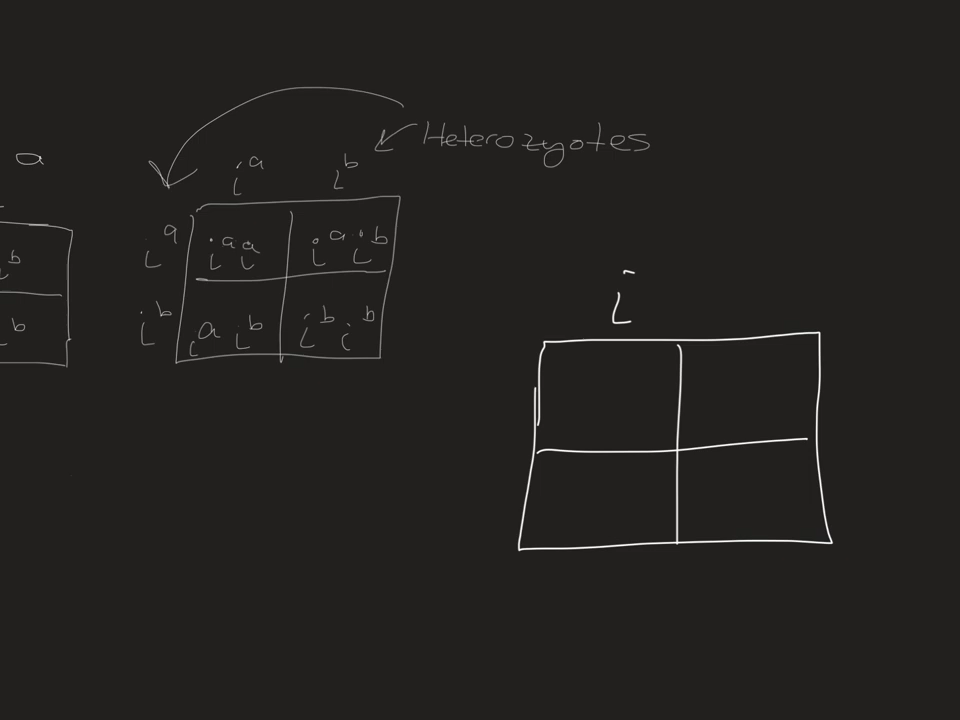 Heterozygotes
a
i^a i^b
i^a i^a i^a i^a i^b
b
i^b i^a i^b i^b i^b
b
i